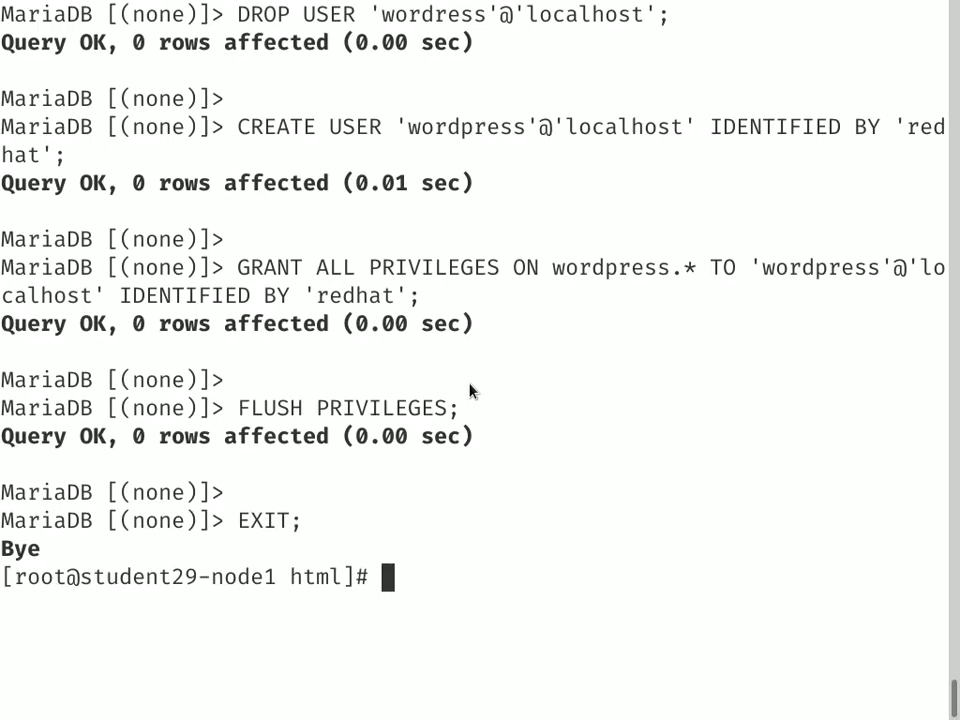 MariaDB [(none)]> DROP USER 'wordress'@'localhost';
Query OK, 0 rows affected (0.00 sec)
MariaDB [(none)]>
MariaDB [(none)]> CREATE USER 'wordpress'@'localhost' IDENTIFIED BY 'red
hat';
Query OK, 0 rows affected (0.01 sec)
MariaDB [(none)]>
MariaDB [(none)]> GRANT ALL PRIVILEGES ON wordpress.* TO 'wordpress'@'lo
calhost' IDENTIFIED BY 'redhat';
Query OK, 0 rows affected (0.00 sec)
MariaDB [(none)]>
MariaDB [(none)]> FLUSH PRIVILEGES;
Query OK, 0 rows affected (0.00 sec)
MariaDB [(none)]>
MariaDB [(none)]> EXIT;
Bye
[root@student29-node1 html]#